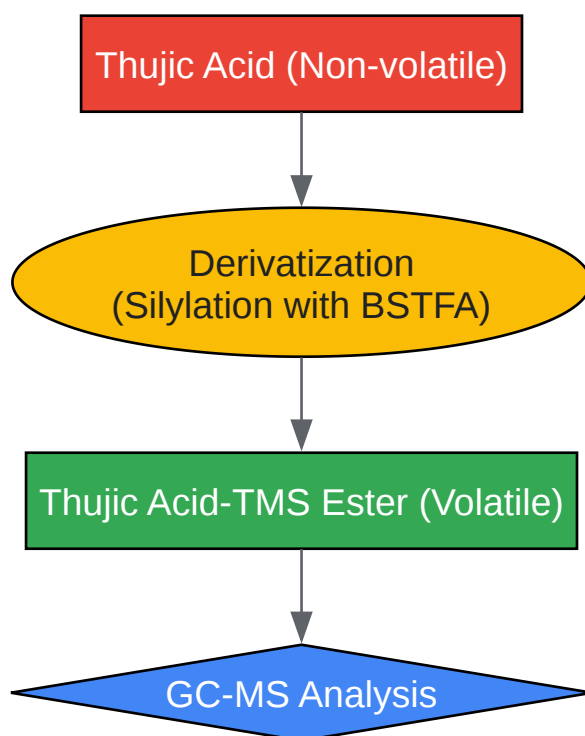 Thujic Acid (Non-volatile)
Derivatization
(Silylation with BSTFA)
Thujic Acid-TMS Ester (Volatile)
GC-MS Analysis